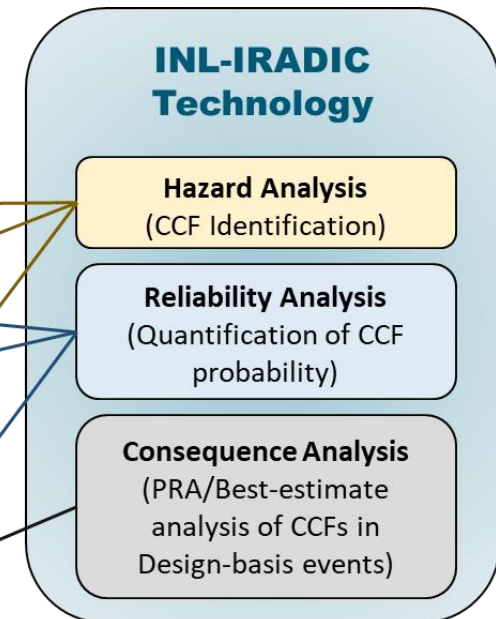 INL-IRADIC
Technology
Hazard Analysis
(CCF Identification)
Reliability Analysis
(Quantification of CCF
probability)
Consequence Analysis
(PRA/Best-estimate
analysis of CCFs in
Design-basis events)